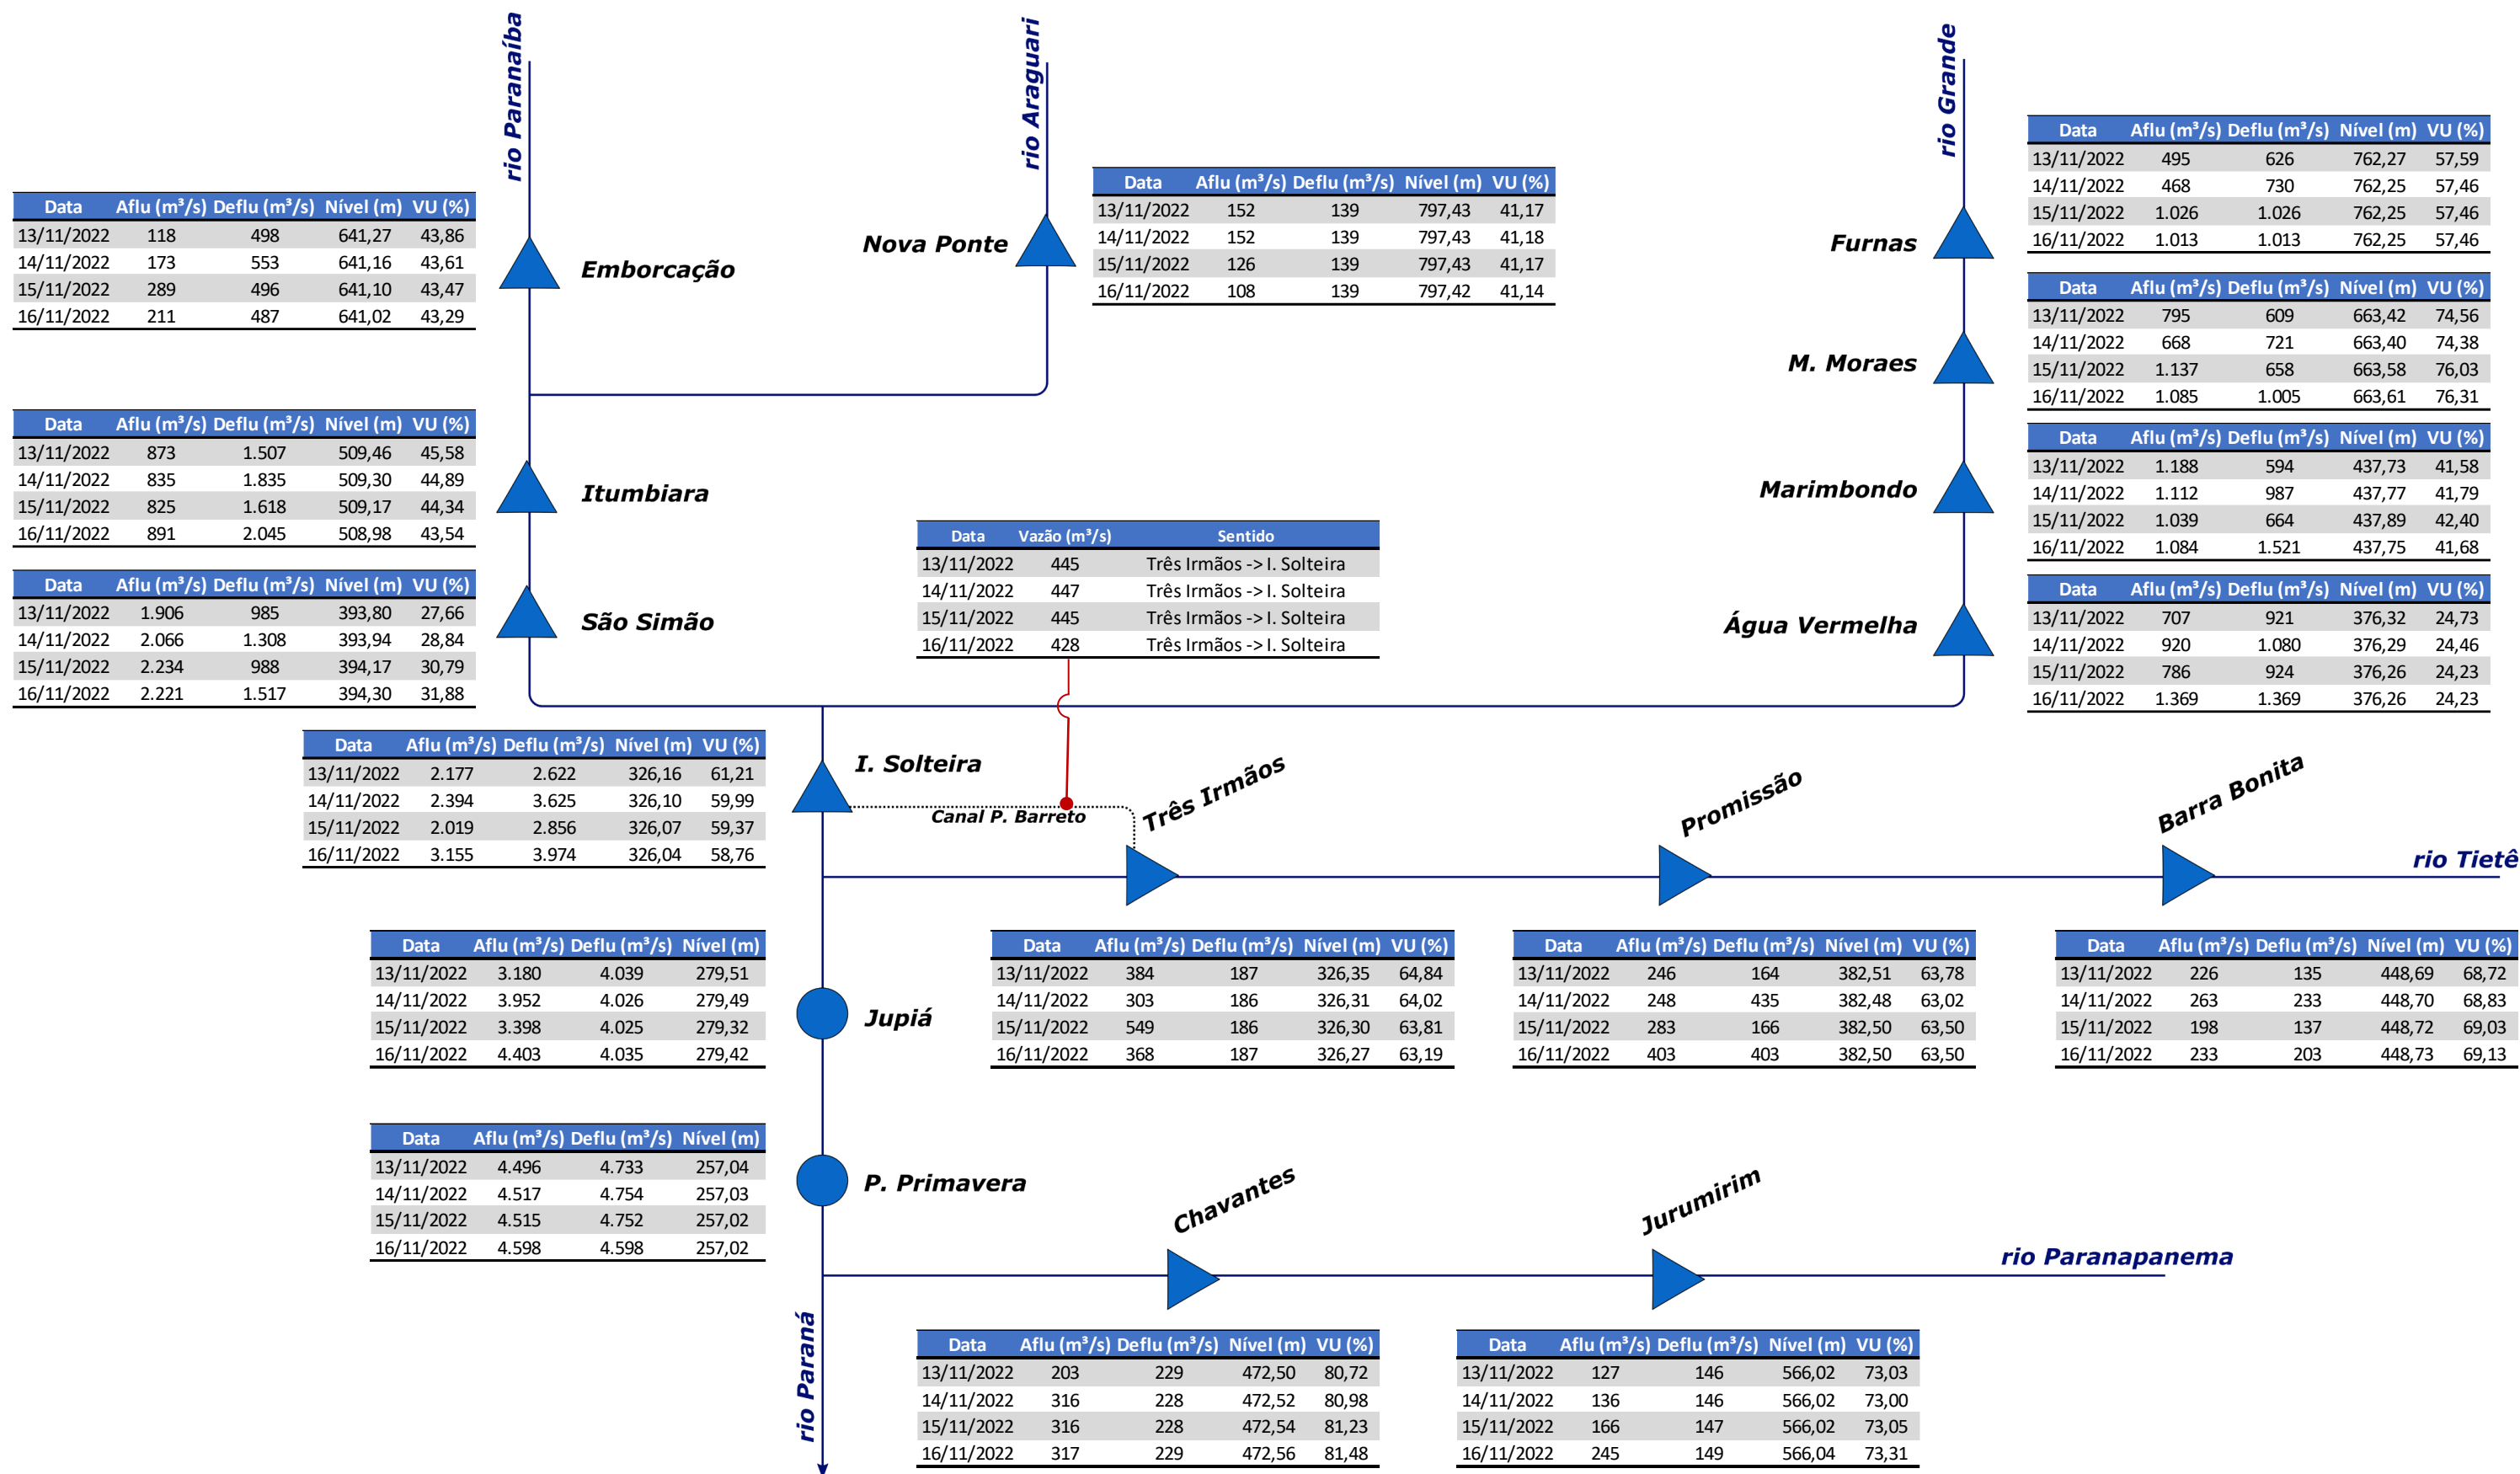 rio Paranaíba
rio Araguari
rio Grande
Data Aflu (m³/s) Deflu (m³/s) Nível (m) VU (%)
13/11/2022 118 498 641,27 43,86
14/11/2022 173 553 641,16 43,61
15/11/2022 289 496 641,10 43,47
16/11/2022 211 487 641,02 43,29
Emborcação
Nova Ponte
Data Aflu (m³/s) Deflu (m³/s) Nível (m) VU (%)
13/11/2022 152 139 797,43 41,17
14/11/2022 152 139 797,43 41,18
15/11/2022 126 139 797,43 41,17
16/11/2022 108 139 797,42 41,14
Furnas
Data Aflu (m³/s) Deflu (m³/s) Nível (m) VU (%)
13/11/2022 495 626 762,27 57,59
14/11/2022 468 730 762,25 57,46
15/11/2022 1.026 1.026 762,25 57,46
16/11/2022 1.013 1.013 762,25 57,46
M. Moraes
Data Aflu (m³/s) Deflu (m³/s) Nível (m) VU (%)
13/11/2022 795 609 663,42 74,56
14/11/2022 668 721 663,40 74,38
15/11/2022 1.137 658 663,58 76,03
16/11/2022 1.085 1.005 663,61 76,31
Data Aflu (m³/s) Deflu (m³/s) Nível (m) VU (%)
13/11/2022 873 1.507 509,46 45,58
14/11/2022 835 1.835 509,30 44,89
15/11/2022 825 1.618 509,17 44,34
16/11/2022 891 2.045 508,98 43,54
Itumbiara
Marimbondo
Data Aflu (m³/s) Deflu (m³/s) Nível (m) VU (%)
13/11/2022 1.188 594 437,73 41,58
14/11/2022 1.112 987 437,77 41,79
15/11/2022 1.039 664 437,89 42,40
16/11/2022 1.084 1.521 437,75 41,68
Data Aflu (m³/s) Deflu (m³/s) Nível (m) VU (%)
13/11/2022 1.906 985 393,80 27,66
14/11/2022 2.066 1.308 393,94 28,84
15/11/2022 2.234 988 394,17 30,79
16/11/2022 2.221 1.517 394,30 31,88
São Simão
Data Vazão (m³/s) Sentido
13/11/2022 445 Três Irmãos -> I. Solteira
14/11/2022 447 Três Irmãos -> I. Solteira
15/11/2022 445 Três Irmãos -> I. Solteira
16/11/2022 428 Três Irmãos -> I. Solteira
Água Vermelha
Data Aflu (m³/s) Deflu (m³/s) Nível (m) VU (%)
13/11/2022 707 921 376,32 24,73
14/11/2022 920 1.080 376,29 24,46
15/11/2022 786 924 376,26 24,23
16/11/2022 1.369 1.369 376,26 24,23
Data Aflu (m³/s) Deflu (m³/s) Nível (m) VU (%)
13/11/2022 2.177 2.622 326,16 61,21
14/11/2022 2.394 3.625 326,10 59,99
15/11/2022 2.019 2.856 326,07 59,37
16/11/2022 3.155 3.974 326,04 58,76
I. Solteira
Canal P. Barreto
Três Irmãos
Promissão
Barra Bonita
rio Tietê
Data Aflu (m³/s) Deflu (m³/s) Nível (m)
13/11/2022 3.180 4.039 279,51
14/11/2022 3.952 4.026 279,49
15/11/2022 3.398 4.025 279,32
16/11/2022 4.403 4.035 279,42
Jupiá
Data Aflu (m³/s) Deflu (m³/s) Nível (m) VU (%)
13/11/2022 384 187 326,35 64,84
14/11/2022 303 186 326,31 64,02
15/11/2022 549 186 326,30 63,81
16/11/2022 368 187 326,27 63,19
Data Aflu (m³/s) Deflu (m³/s) Nível (m) VU (%)
13/11/2022 246 164 382,51 63,78
14/11/2022 248 435 382,48 63,02
15/11/2022 283 166 382,50 63,50
16/11/2022 403 403 382,50 63,50
Data Aflu (m³/s) Deflu (m³/s) Nível (m) VU (%)
13/11/2022 226 135 448,69 68,72
14/11/2022 263 233 448,70 68,83
15/11/2022 198 137 448,72 69,03
16/11/2022 233 203 448,73 69,13
Data Aflu (m³/s) Deflu (m³/s) Nível (m)
13/11/2022 4.496 4.733 257,04
14/11/2022 4.517 4.754 257,03
15/11/2022 4.515 4.752 257,02
16/11/2022 4.598 4.598 257,02
P. Primavera
Chavantes
Jurumirim
rio Paranapanema
rio Paraná
Data Aflu (m³/s) Deflu (m³/s) Nível (m) VU (%)
13/11/2022 203 229 472,50 80,72
14/11/2022 316 228 472,52 80,98
15/11/2022 316 228 472,54 81,23
16/11/2022 317 229 472,56 81,48
Data Aflu (m³/s) Deflu (m³/s) Nível (m) VU (%)
13/11/2022 127 146 566,02 73,03
14/11/2022 136 146 566,02 73,00
15/11/2022 166 147 566,02 73,05
16/11/2022 245 149 566,04 73,31